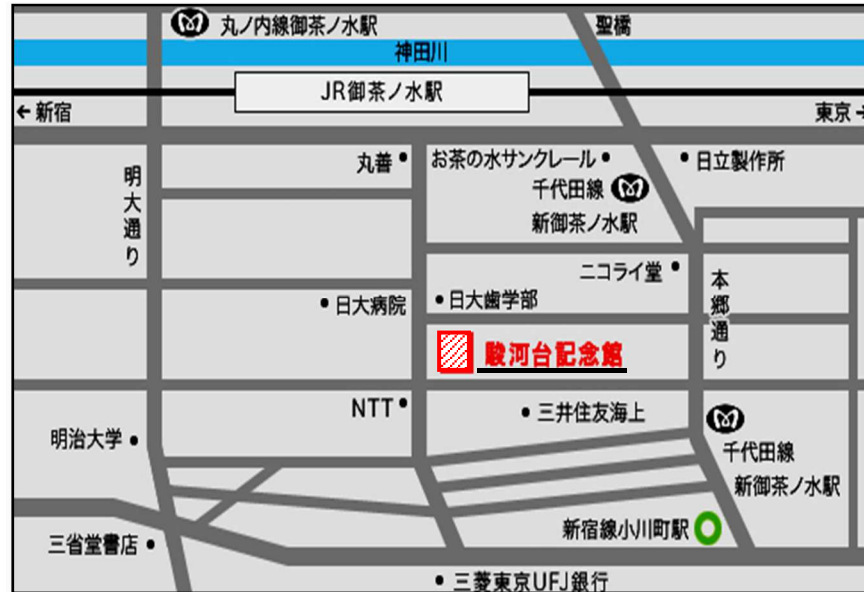 丸ノ内線御茶ノ水駅
聖橋
神田川
JR御茶ノ水駅
←新宿
東京→
明大通り
丸善
お茶の水サンクレール
日立製作所
千代田線
新御茶ノ水駅
ニコライ堂
本郷通り
日大病院
日大歯学部
駿河台記念館
NTT
三井住友海上
明治大学
千代田線
新御茶ノ水駅
新宿線小川町駅
三省堂書店
三菱東京UFJ銀行